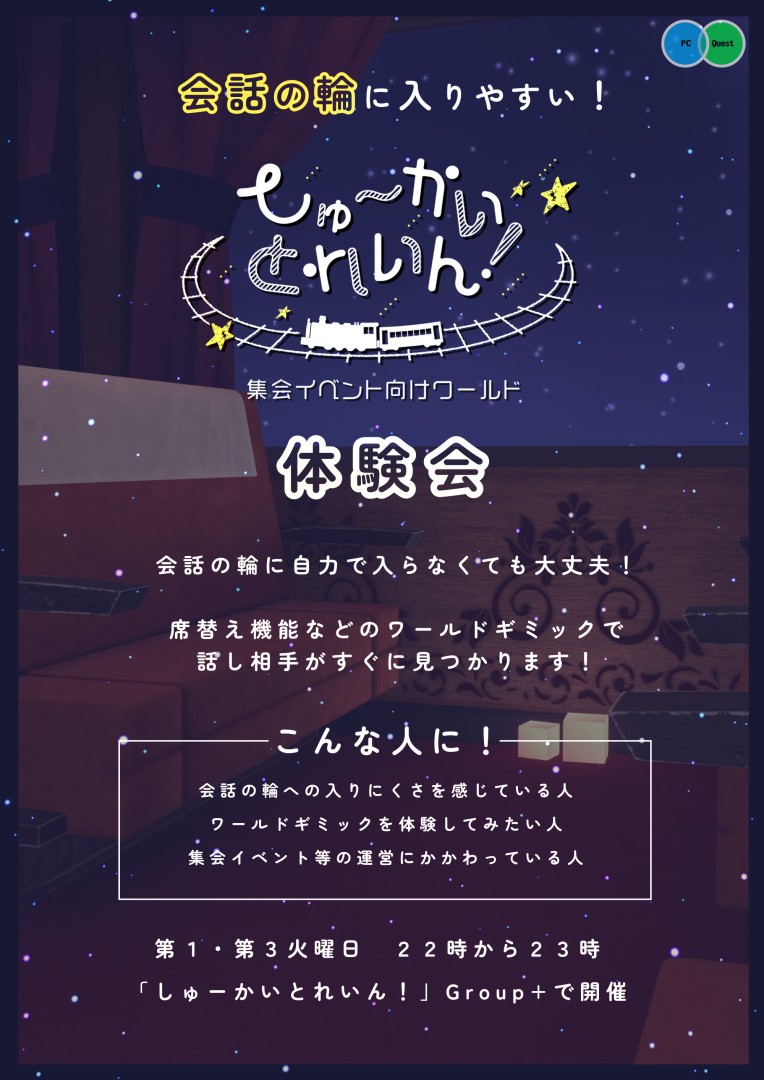 PC Quest
会話の輪に入りやすい！
しゅ～かい
とれいん！
集会イベント向けワールド
体験会
会話の輪に自力で入らなくても大丈夫！
席替え機能などのワールドギミックで
話し相手がすぐに見つかります！
こんな人に！
会話の輪への入りにくさを感じている人
ワールドギミックを体験してみたい人
集会イベント等の運営にかかわっている人
第１・第３火曜日　２２時から２３時
「しゅーかいとれいん！」Group+で開催